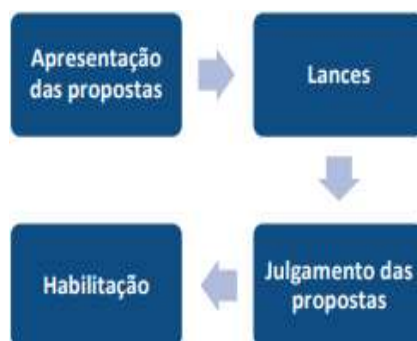 Apresentação
das propostas
Lances
Julgamento das
propostas
Habilitação